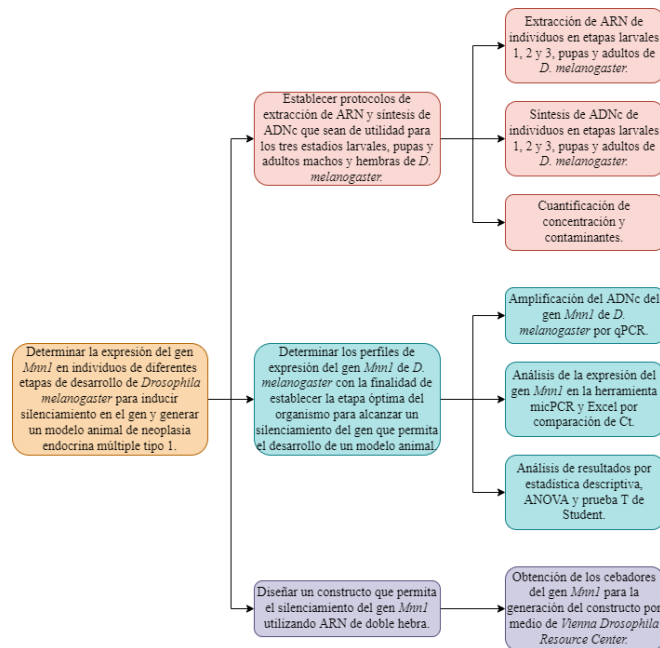 Determinar la expresión del gen
Mnn1 en individuos de diferentes
etapas de desarrollo de Drosophila
melanogaster para inducir
silenciamiento en el gen y generar
un modelo animal de neoplasia
endocrina múltiple tipo 1.
Establecer protocolos de
extracción de ARN y síntesis de
ADNc que sean de utilidad para
los tres estadios larvales, pupas y
adultos machos y hembras de D.
melanogaster.
Extracción de ARN de
individuos en etapas larvales
1, 2 y 3, pupas y adultos de
D. melanogaster.
Síntesis de ADNc de
individuos en etapas larvales
1, 2 y 3, pupas y adultos de
D. melanogaster.
Cuantificación de
concentración y
contaminantes.
Determinar los perfiles de
expresión del gen Mnn1 de D.
melanogaster con la finalidad de
establecer la etapa óptima del
organismo para alcanzar un
silenciamiento del gen que permita
el desarrollo de un modelo animal.
Amplificación del ADNc del
gen Mnn1 de D.
melanogaster por qPCR.
Análisis de la expresión del
gen Mnn1 en la herramienta
micPCR y Excel por
comparación de Ct.
Análisis de resultados por
estadística descriptiva,
ANOVA y prueba T de
Student.
Diseñar un constructo que permita
el silenciamiento del gen Mnn1
utilizando ARN de doble hebra.
Obtención de los cebadores
del gen Mnn1 para la
generación del constructo por
medio de Vienna Drosophila
Resource Center.